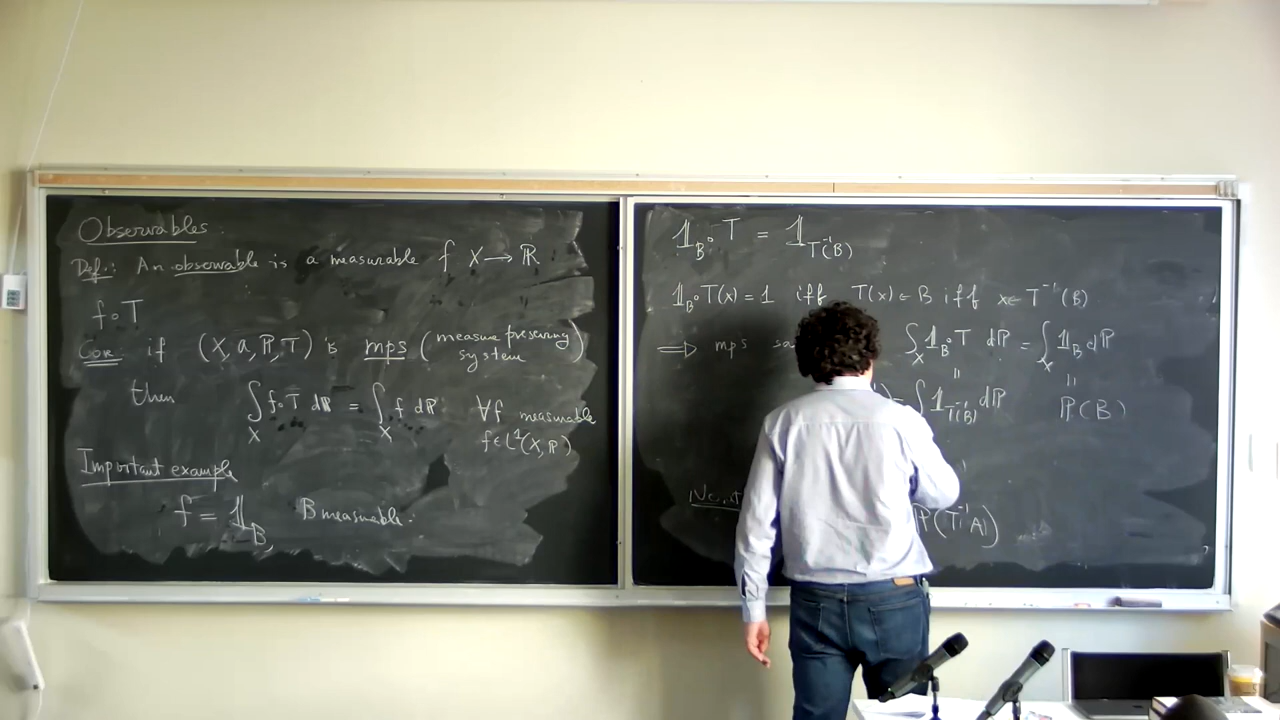 Observables
Def.: An observable is a measurable f X → ℝ
f∘T
Cor. if (X, a, ℙ, T) is mps (measure preserving system)
then ∫_X f∘T dℙ = ∫_X f dℙ ∀f measurable
f ∈ L¹(X, ℙ)
Important example
f = 𝟙_B B measurable.
𝟙_B∘T = 𝟙_{T⁻¹(B)}
𝟙_B∘T(x) = 1 iff T(x) ∈ B iff x ∈ T⁻¹(B)
⟹ mps ∫_X 𝟙_B∘T dℙ = ∫_X 𝟙_B dℙ
" "
) = ∫ 𝟙_{T⁻¹(B)} dℙ ℙ(B)
ℙ(T⁻¹A)